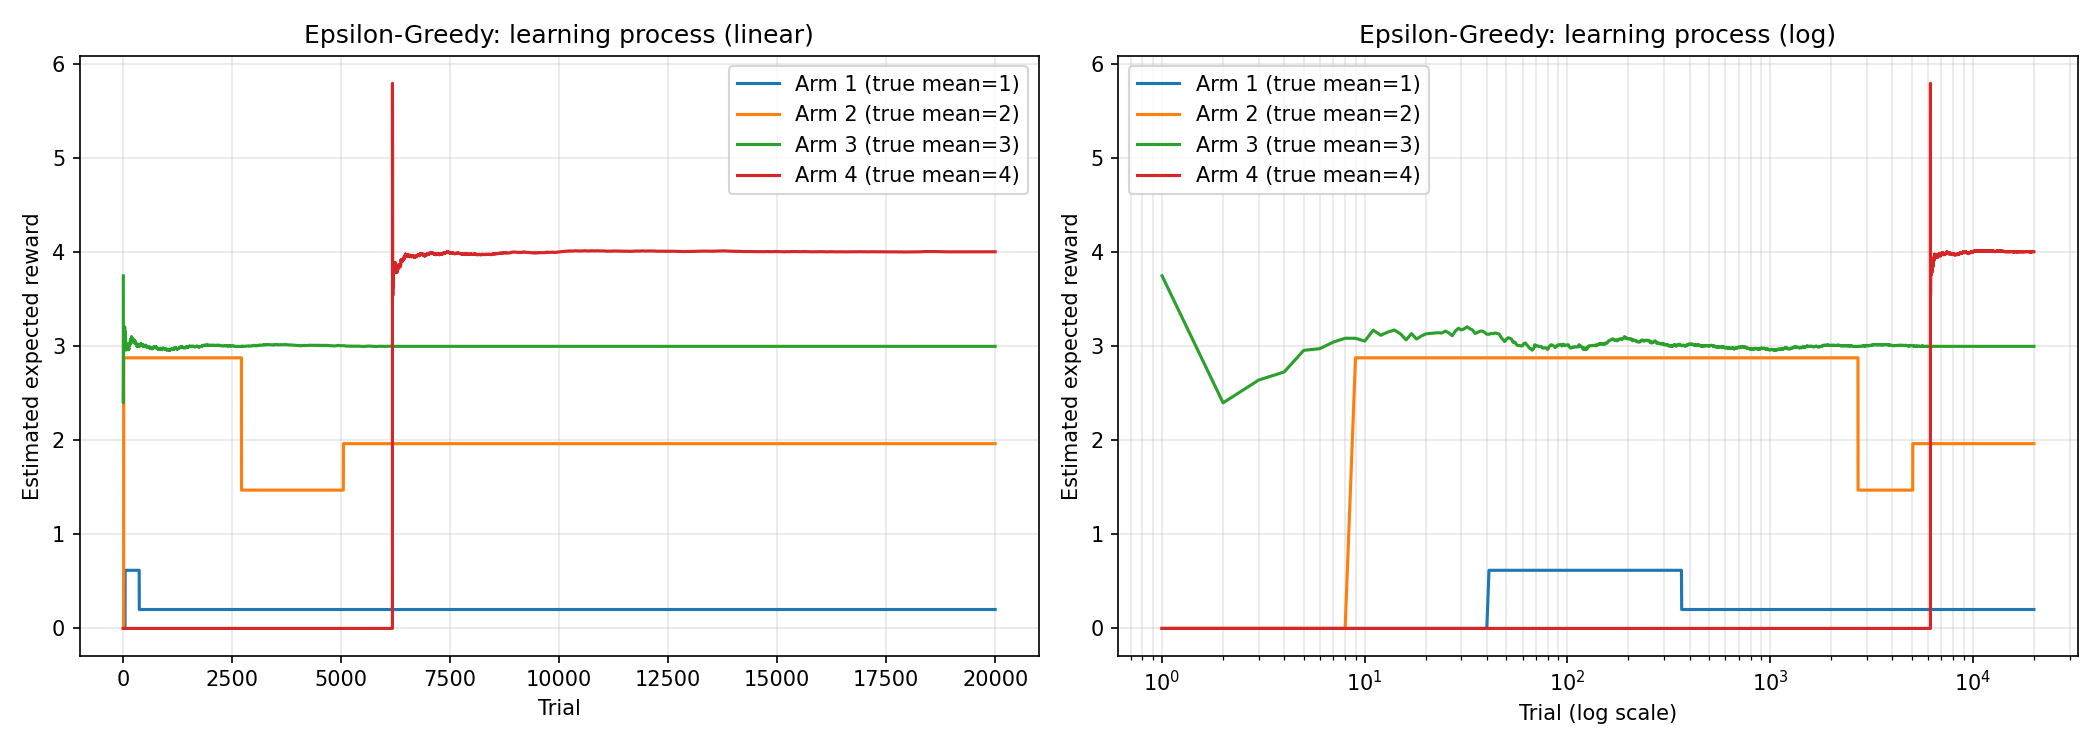 Epsilon-Greedy: learning process (linear)
Estimated expected reward
6
5
4
3
2
1
0
Arm 1 (true mean=1)
Arm 2 (true mean=2)
Arm 3 (true mean=3)
Arm 4 (true mean=4)
0 2500 5000 7500 10000 12500 15000 17500 20000
Trial
Epsilon-Greedy: learning process (log)
Estimated expected reward
6
5
4
3
2
1
0
Arm 1 (true mean=1)
Arm 2 (true mean=2)
Arm 3 (true mean=3)
Arm 4 (true mean=4)
10⁰ 10¹ 10² 10³ 10⁴
Trial (log scale)